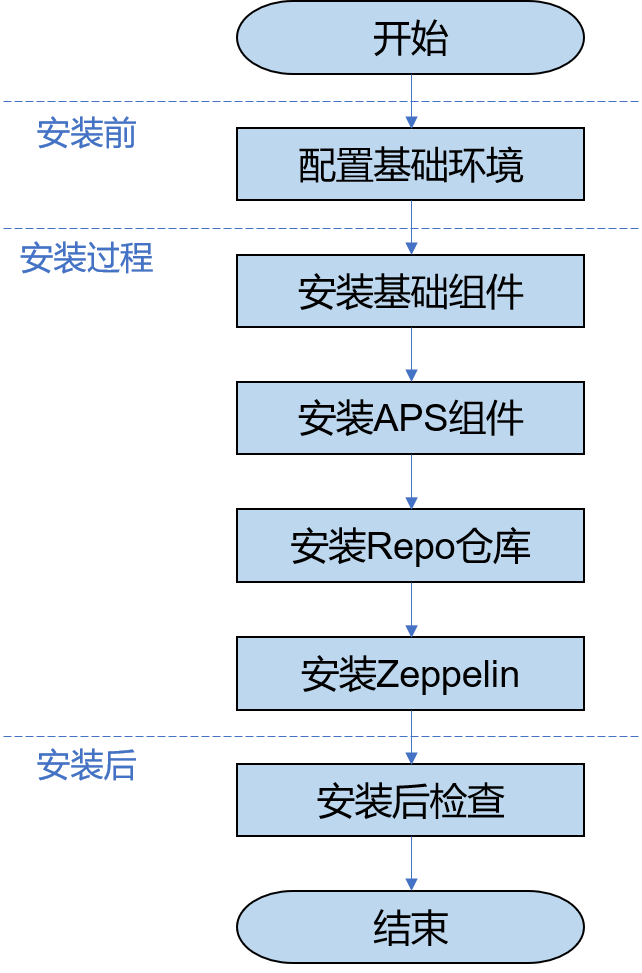 开始
安装前
配置基础环境
安装过程
安装基础组件
安装APS组件
安装Repo仓库
安装Zeppelin
安装后
安装后检查
结束